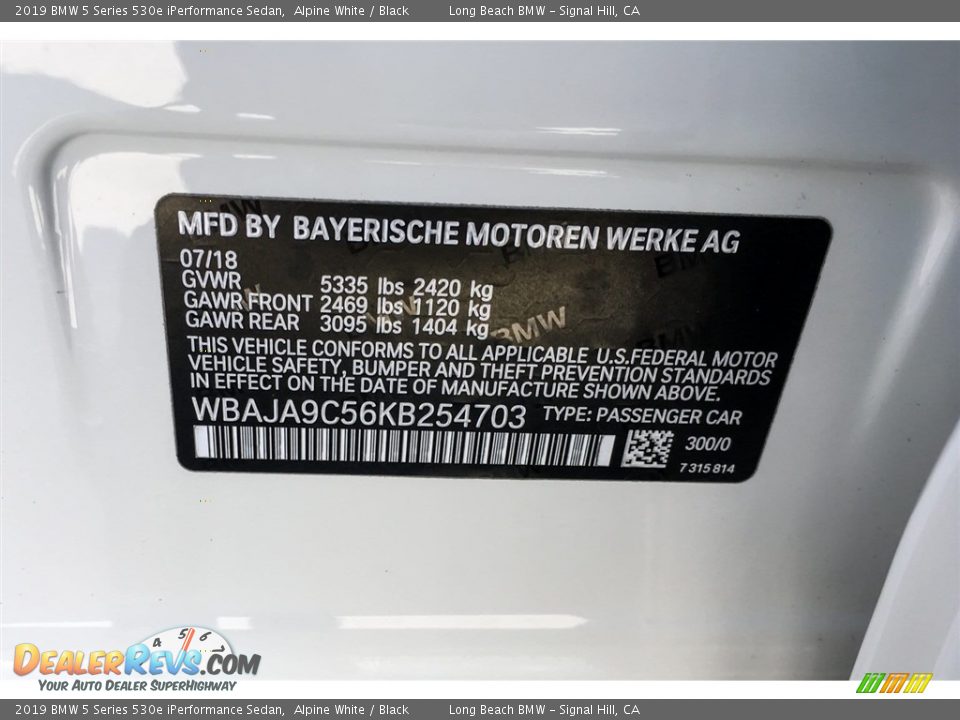 2019 BMW 5 Series 530e iPerformance Sedan, Alpine White / Black Long Beach BMW - Signal Hill, CA
MFD BY BAYERISCHE MOTOREN WERKE AG
07/18
GVWR 5335 lbs 2420 kg
GAWR FRONT 2469 lbs 1120 kg
GAWR REAR 3095 lbs 1404 kg
THIS VEHICLE CONFORMS TO ALL APPLICABLE U.S.FEDERAL MOTOR
VEHICLE SAFETY, BUMPER AND THEFT PREVENTION STANDARDS
IN EFFECT ON THE DATE OF MANUFACTURE SHOWN ABOVE.
WBAJA9C56KB254703 TYPE: PASSENGER CAR
300/0
7 315 814
BMW
4 5 6
DealerRevs.com
Your Auto Dealer SuperHighway
2019 BMW 5 Series 530e iPerformance Sedan, Alpine White / Black Long Beach BMW - Signal Hill, CA